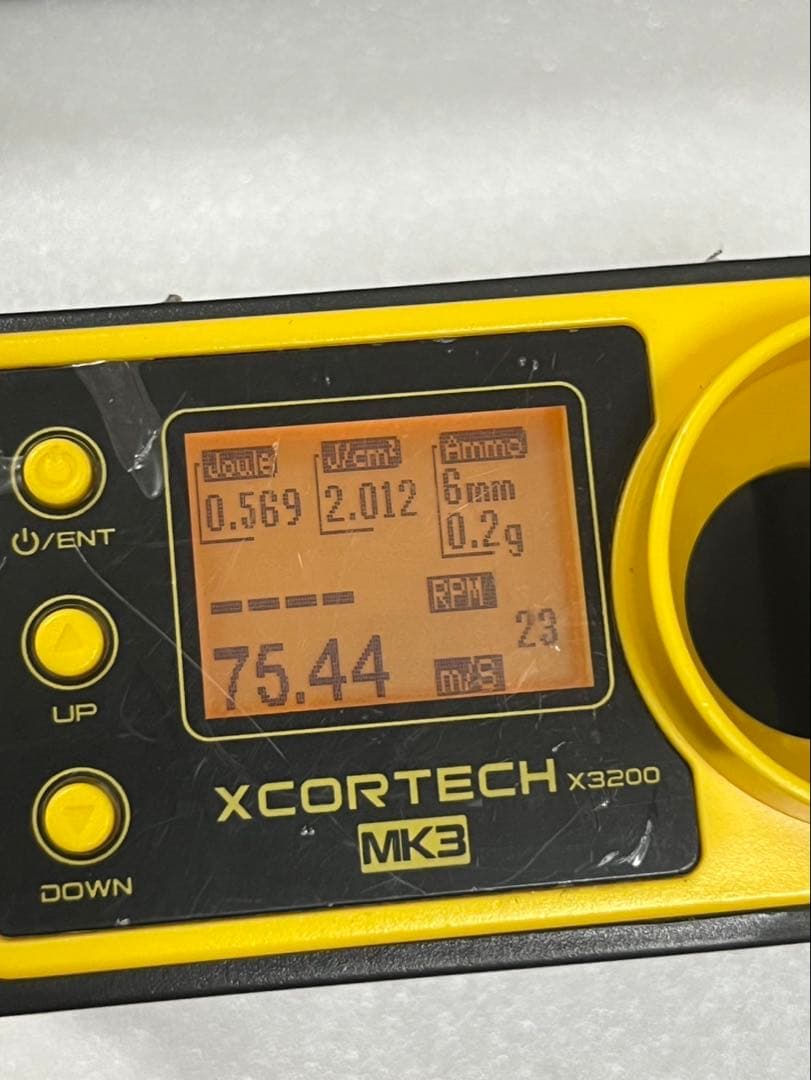 Joule J/cm² Ammo
0.569 2.012 6mm
0.2g
---- RPM
23
75.44 m/s
⏻/ENT
UP
DOWN
XCORTECH X3200
MK3